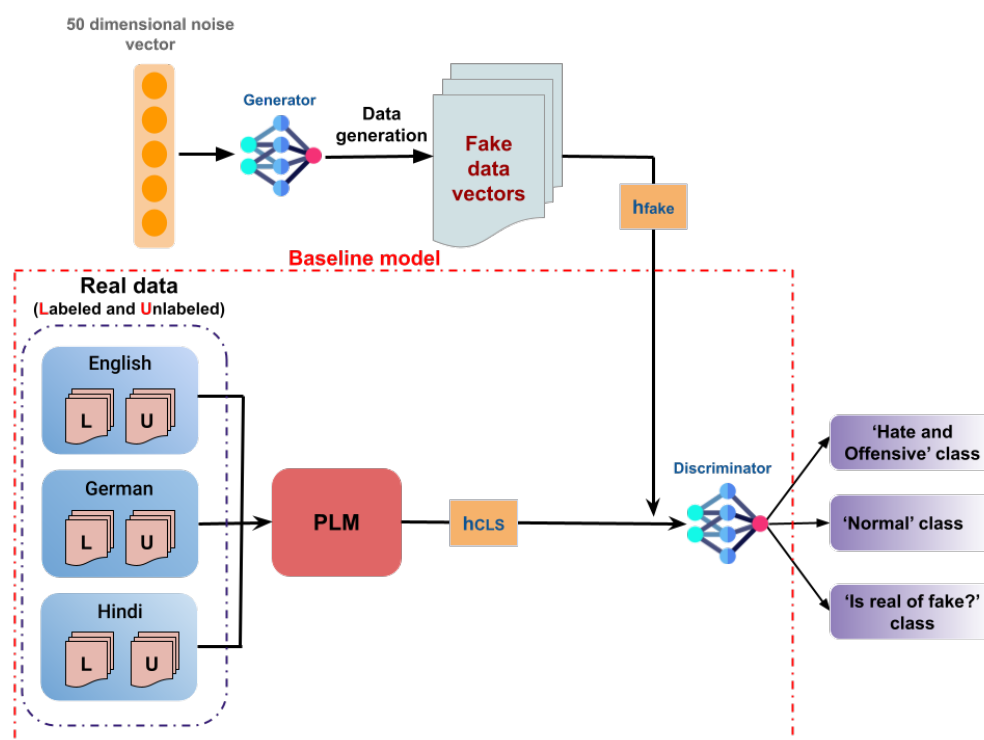 50 dimensional noise
vector
Generator
Data
generation
Fake
data
vectors
hfake
Baseline model
Real data
(Labeled and Unlabeled)
English
L U
German
L U
Hindi
L U
PLM
hCLS
Discriminator
‘Hate and
Offensive’ class
‘Normal’ class
‘Is real of fake?’
class